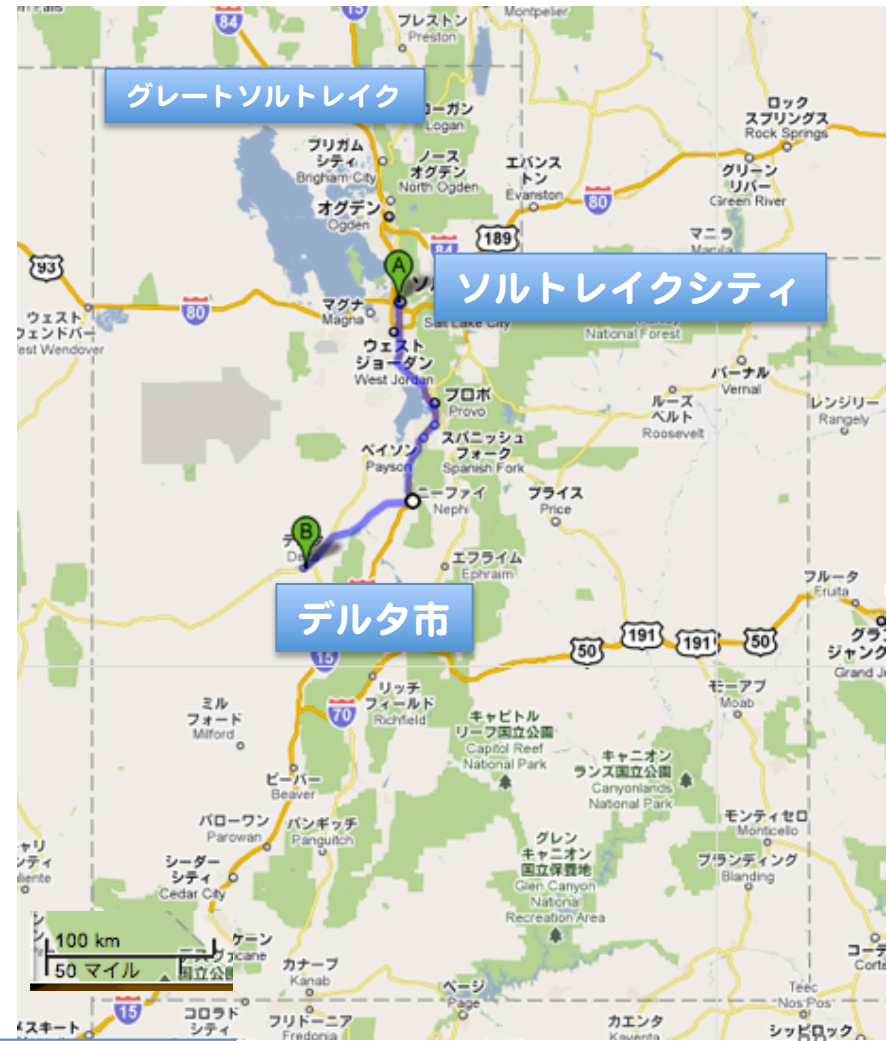 84
15
プレストン
Preston
Montpelier
グレートソルトレイク
ローガン
Logan
ロック
スプリングス
Rock Springs
ブリガム
シティ
Brigham City
ノース
オグデン
North Ogden
エバンス
トン
Evanston
80
グリーン
リバー
Green River
オグデン
Ogden
84
189
マニラ
Manila
93
A
ソルトレイクシティ
80
マグナ
Magna
Salt Lake City
National Forest
ウェスト
ウェンドバー
West Wendover
ウェスト
ジョーダン
West Jordan
バーナル
Vernal
プロボ
Provo
ルーズ
ベルト
Roosevelt
レンジリー
Rangely
ペイソン
Payson
スパニッシュ
フォーク
Spanish Fork
ニーファイ
Nephi
プライス
Price
B
エフライム
Ephraim
フルータ
Fruita
デルタ市
15
50
191
191
50
グラン
ジャンク
Grand Je
リッチ
フィールド
Richfield
70
モーアブ
Moab
ミル
フォード
Milford
キャピトル
リーフ国立公園
Capitol Reef
National Park
キャニオン
ランズ国立公園
Canyonlands
National Park
ビーバー
Beaver
パローワン
Parowan
パンギッチ
Panguitch
モンティセロ
Monticello
グレン
キャニオン
国立保養地
Glen Canyon
National
Recreation Area
ブランディング
Blanding
シーダー
シティ
Cedar City
100 km
50 マイル
国立公
カナーブ
Kanab
ページ
Page
Teec
Nos Pos
15
コロラド
シティ
フリドーニア
Fredonia
カエンタ
Kayenta
シップロック